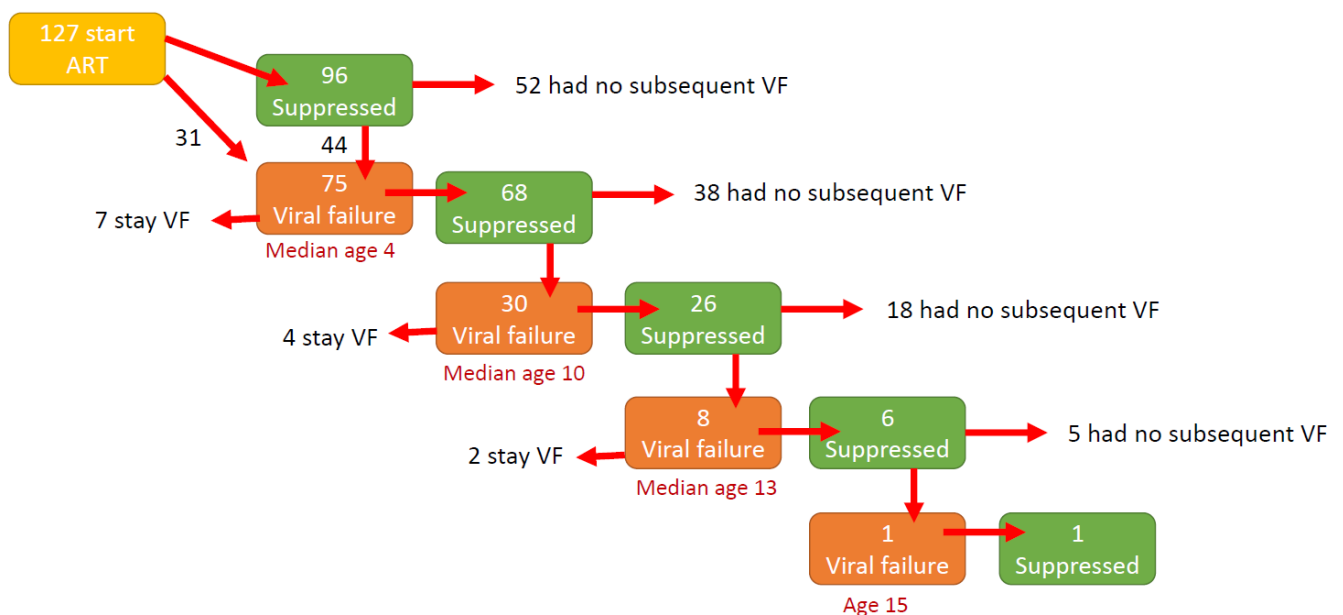 127 start
ART
96
Suppressed
52 had no subsequent VF
31
44
75
Viral failure
68
Suppressed
38 had no subsequent VF
7 stay VF
Median age 4
30
Viral failure
26
Suppressed
18 had no subsequent VF
4 stay VF
Median age 10
8
Viral failure
6
Suppressed
5 had no subsequent VF
2 stay VF
Median age 13
1
Viral failure
1
Suppressed
Age 15